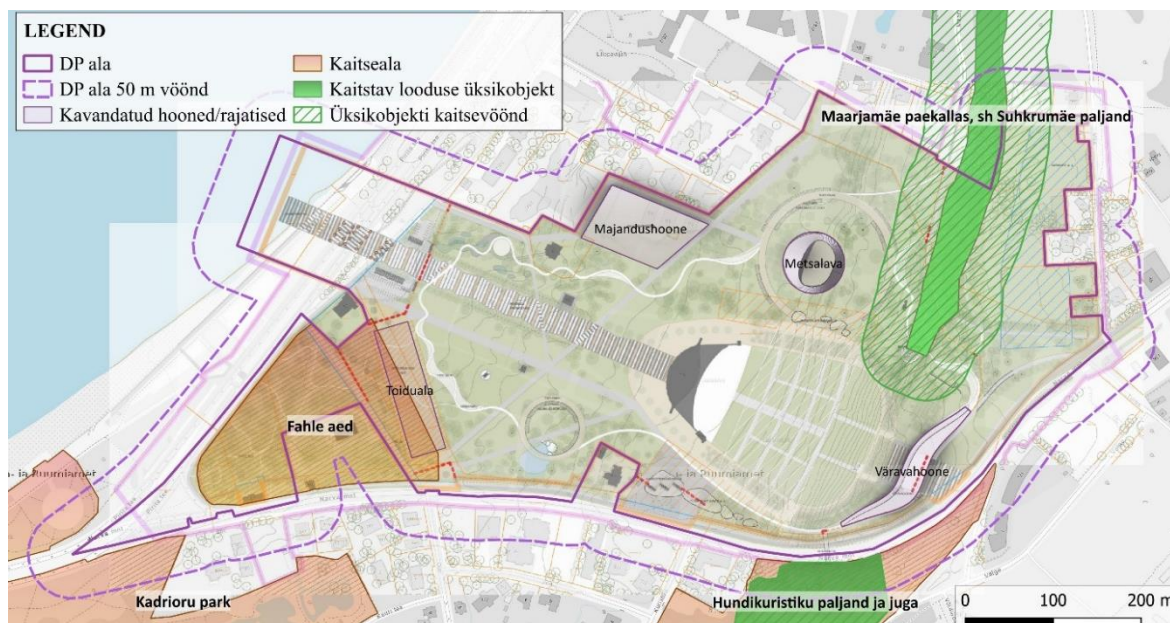 LEGEND
DP ala
DP ala 50 m vöönd
Kavandatud hooned/rajatised
Kaitseala
Kaitstav looduse üksikobjekt
Üksikobjekti kaitsevöönd
Maarjamäe paekallas, sh Suhkrumäe paljand
Majandushoone
Metsalava
Toiduala
Fahle aed
Väravahoone
Kadrioru park
Hundikuristiku paljand ja juga
0 100 200 m